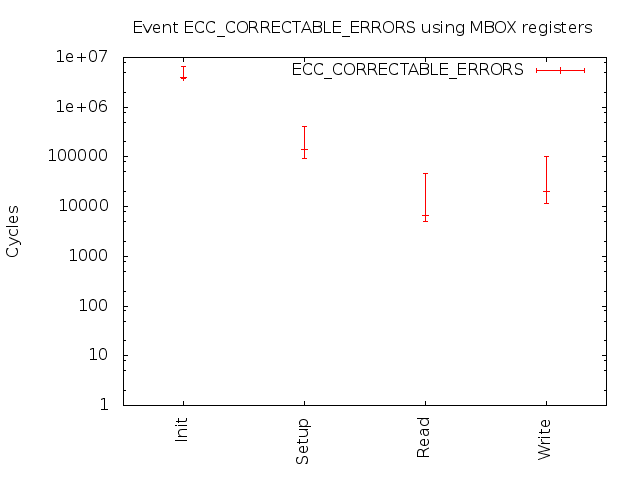 Event ECC_CORRECTABLE_ERRORS using MBOX registers
ECC_CORRECTABLE_ERRORS
1e+07
1e+06
100000
10000
1000
100
10
1
Cycles
Init
Setup
Read
Write